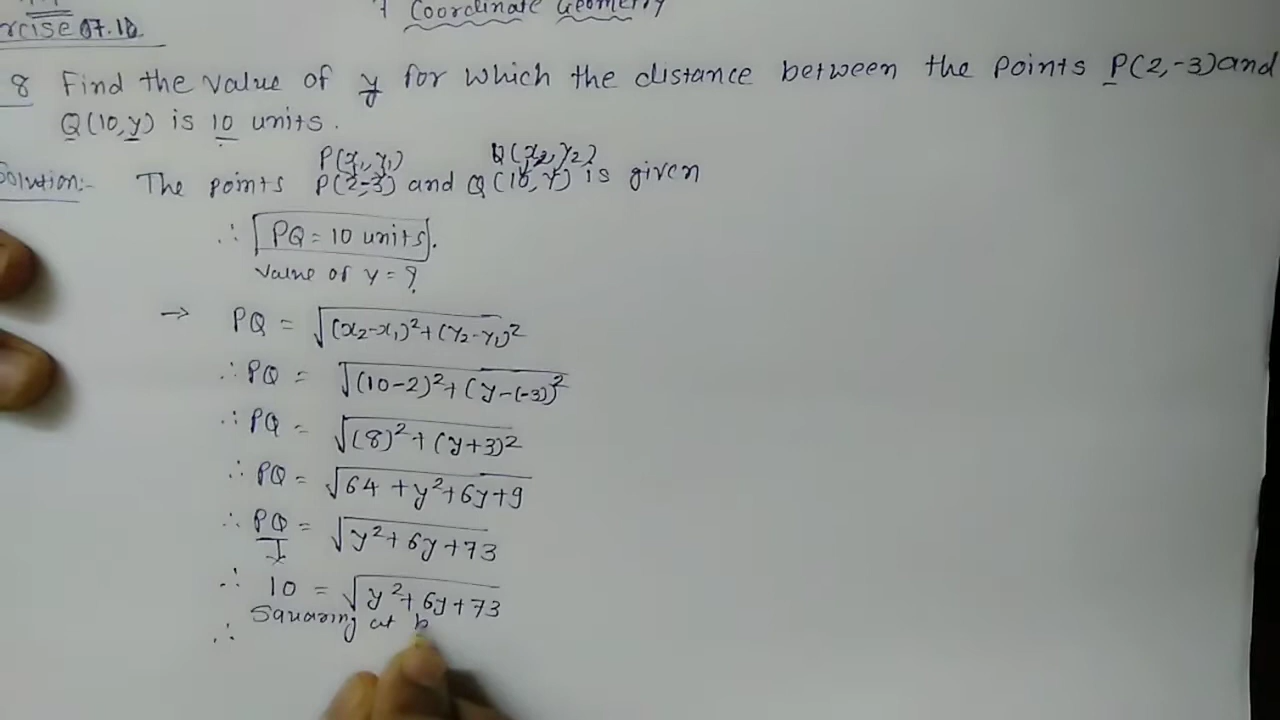 Coordinate Geometry
rcise 07.1
8 Find the value of y for which the distance between the points P(2,-3) and
Q(10,y) is 10 units.
P(x₁,y₁) Q(x₂,y₂)
Solution:- The points P(2-3) and Q(10,y) is given
∴ PQ = 10 units.
Value of y = ?
→ PQ = √(x₂-x₁)²+(y₂-y₁)²
∴ PQ = √(10-2)²+(y-(-3))²
∴ PQ = √(8)²+(y+3)²
∴ PQ = √64+y²+6y+9
∴ PQ = √y²+6y+73
∴ 10 = √y²+6y+73
Squaring at b
∴